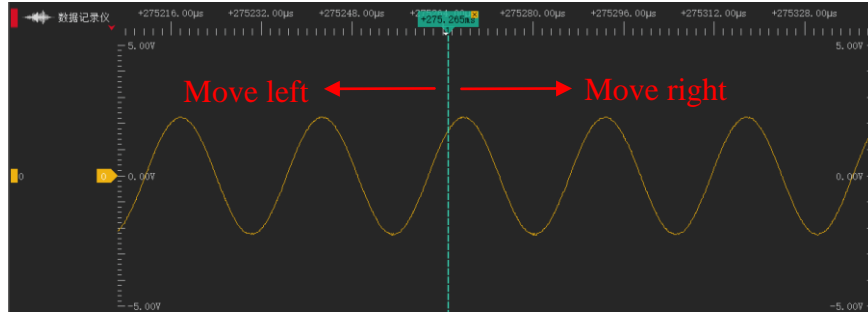 数据记录仪
+275216.00μs +275232.00μs +275248.00μs +275280.00μs +275296.00μs +275312.00μs +275328.00μs
+275.265ms
5.00V 5.00V
Move left Move right
0 0 0.00V 0.00V
-5.00V -5.00V